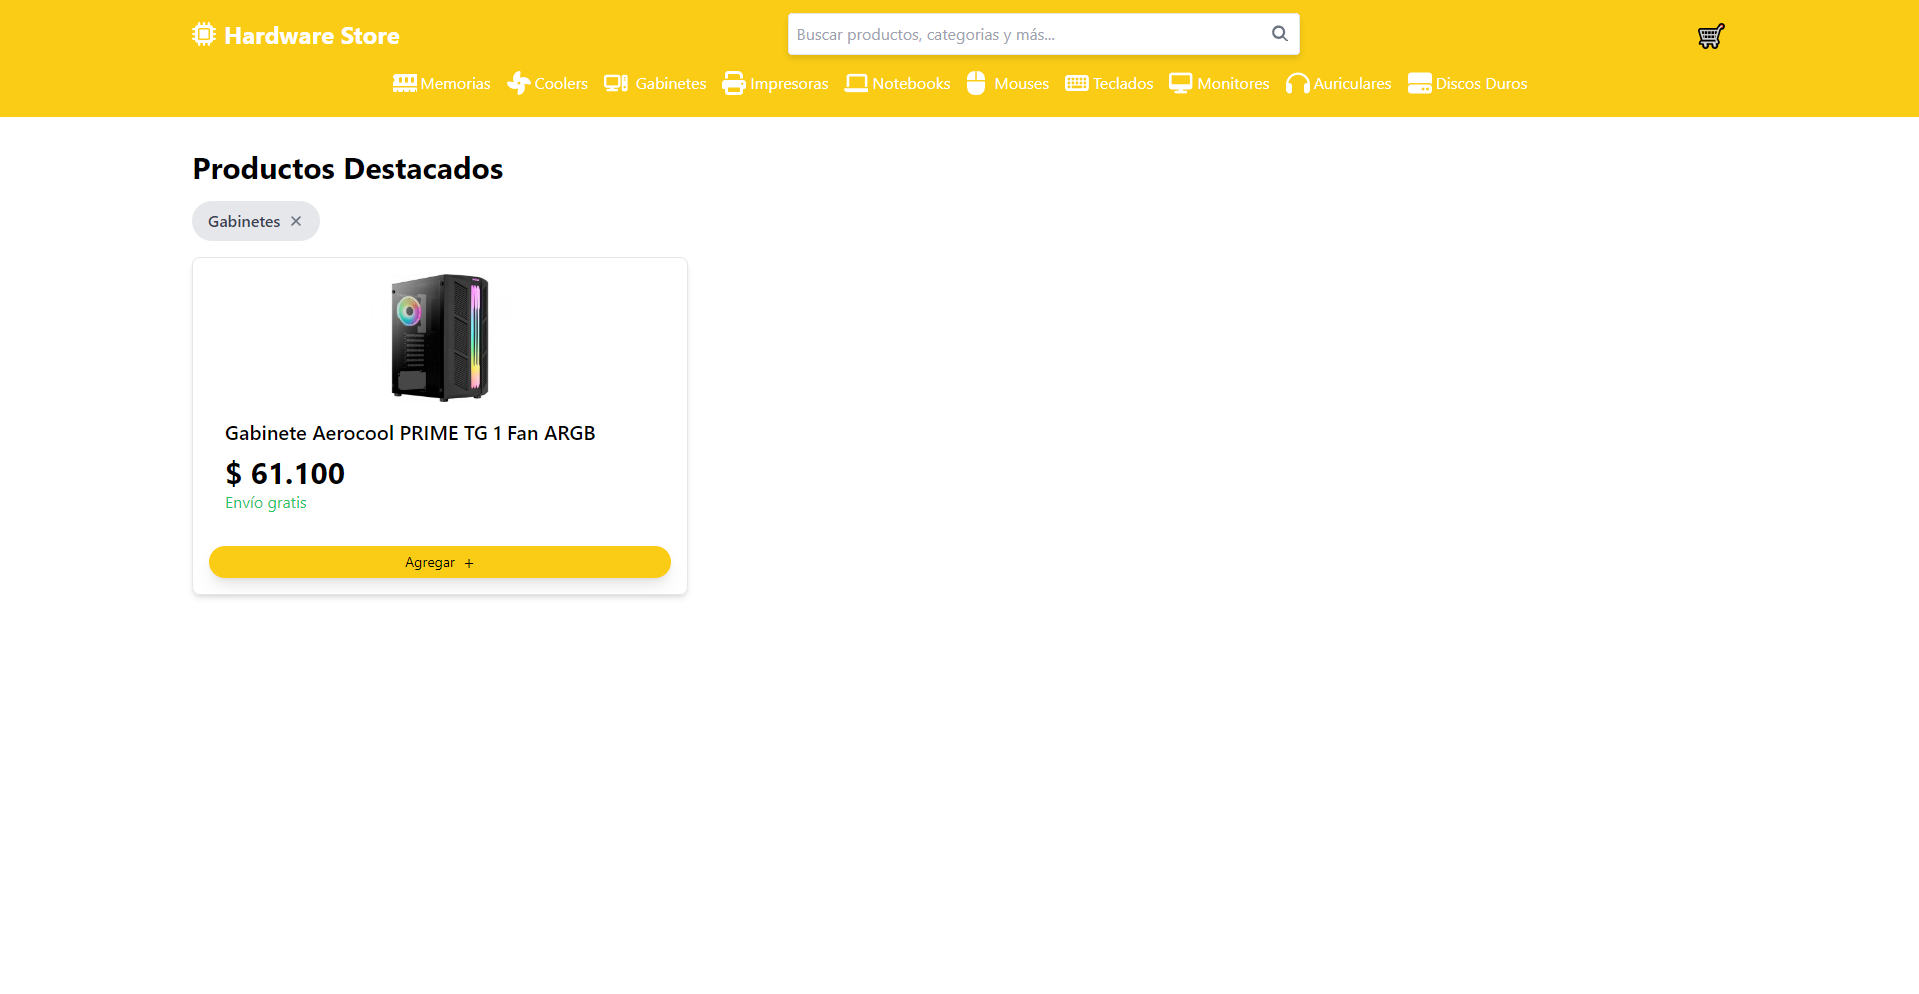 Hardware Store
Buscar productos, categorias y más...
Memorias Coolers Gabinetes Impresoras Notebooks Mouses Teclados Monitores Auriculares Discos Duros
Productos Destacados
Gabinetes ✕
Gabinete Aerocool PRIME TG 1 Fan ARGB
$ 61.100
Envío gratis
Agregar +